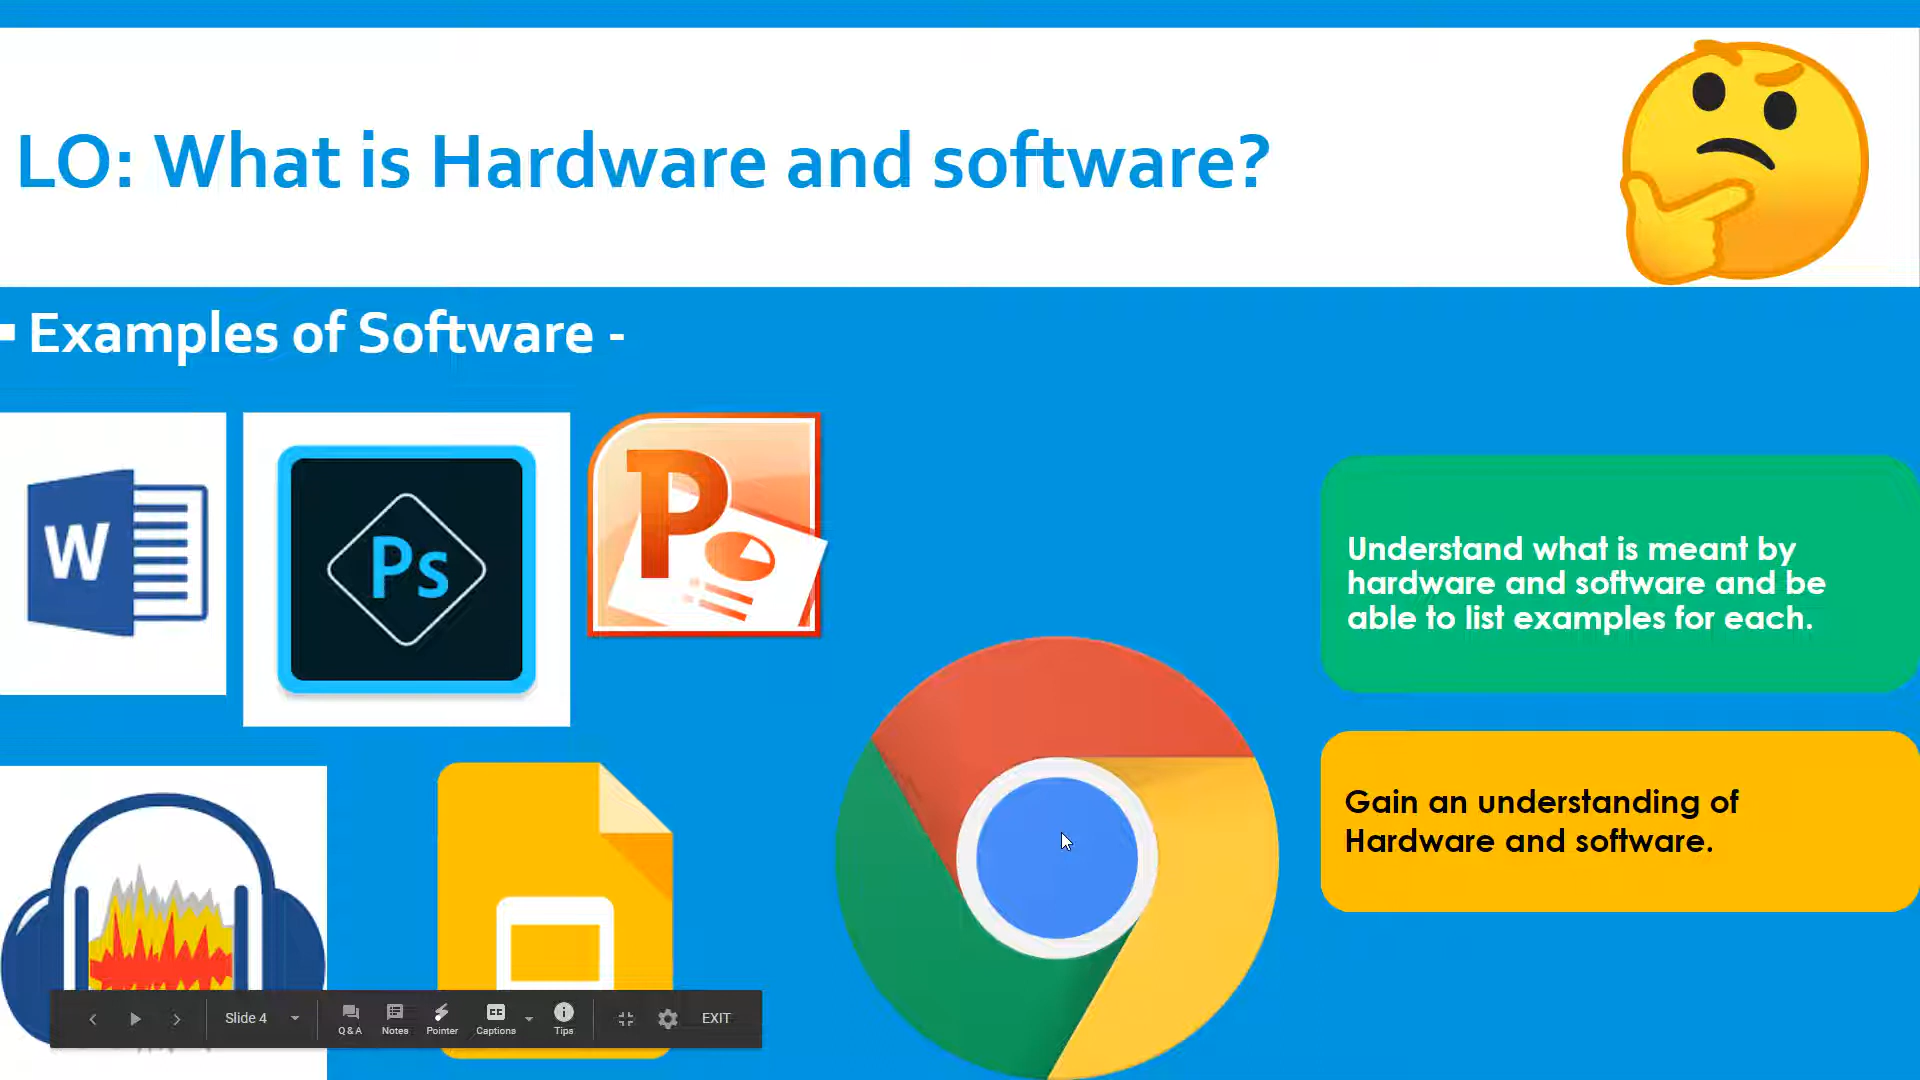 LO: What is Hardware and software?
Examples of Software -
W
Ps
P
Understand what is meant by
hardware and software and be
able to list examples for each.
Gain an understanding of
Hardware and software.
Slide 4
Q&A
Notes
Pointer
CC
Captions
Tips
EXIT